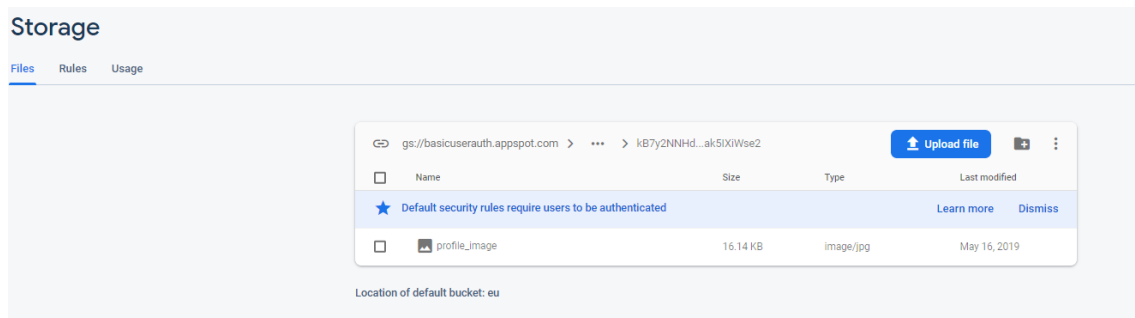 Storage
Files Rules Usage
gs://basicuserauth.appspot.com > ••• > kB7y2NNHd...ak5IXiWse2 Upload file
Name Size Type Last modified
Default security rules require users to be authenticated Learn more Dismiss
profile_image 16.14 KB image/jpg May 16, 2019
Location of default bucket: eu